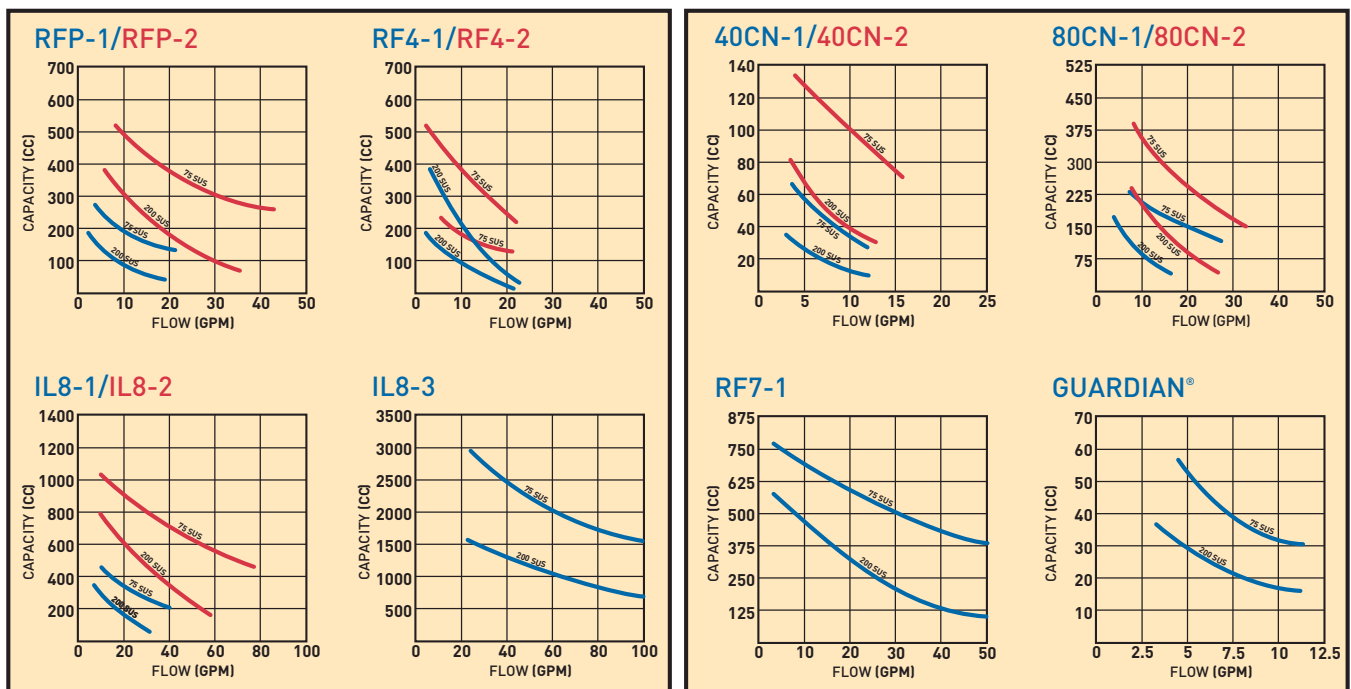 RFP-1/RFP-2
CAPACITY (CC)
700
600
500
400
300
200
100
75 SUS
200 SUS
75 SUS
200 SUS
0 10 20 30 40 50
FLOW (GPM)
RF4-1/RF4-2
CAPACITY (CC)
700
600
500
400
300
200
100
75 SUS
200 SUS
75 SUS
200 SUS
0 10 20 30 40 50
FLOW (GPM)
40CN-1/40CN-2
CAPACITY (CC)
140
120
100
80
60
40
20
75 SUS
200 SUS
75 SUS
200 SUS
0 5 10 15 20 25
FLOW (GPM)
80CN-1/80CN-2
CAPACITY (CC)
525
450
375
300
225
150
75
75 SUS
75 SUS
200 SUS
200 SUS
0 10 20 30 40 50
FLOW (GPM)
IL8-1/IL8-2
CAPACITY (CC)
1400
1200
1000
800
600
400
200
75 SUS
200 SUS
75 SUS
200 SUS
0 20 40 60 80 100
FLOW (GPM)
IL8-3
CAPACITY (CC)
3500
3000
2500
2000
1500
1000
500
75 SUS
200 SUS
0 20 40 60 80 100
FLOW (GPM)
RF7-1
CAPACITY (CC)
875
750
625
500
375
250
125
75 SUS
200 SUS
0 10 20 30 40 50
FLOW (GPM)
GUARDIAN®
CAPACITY (CC)
70
60
50
40
30
20
10
75 SUS
200 SUS
0 2.5 5 7.5 10 12.5
FLOW (GPM)